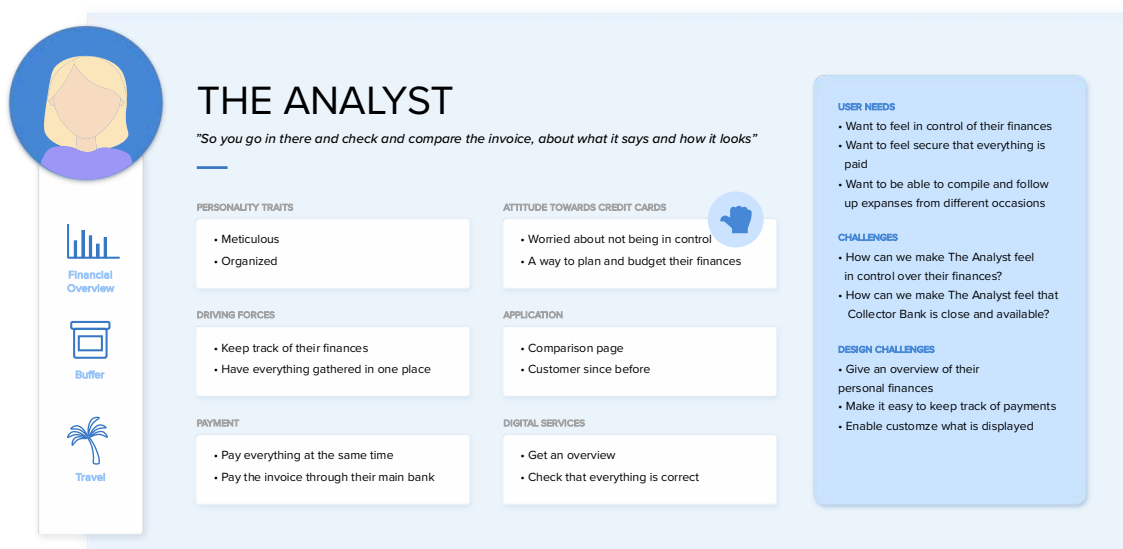 THE ANALYST
"So you go in there and check and compare the invoice, about what it says and how it looks"
Financial
Overview
Buffer
Travel
PERSONALITY TRAITS
• Meticulous
• Organized
ATTITUDE TOWARDS CREDIT CARDS
• Worried about not being in control
• A way to plan and budget their finances
DRIVING FORCES
• Keep track of their finances
• Have everything gathered in one place
APPLICATION
• Comparison page
• Customer since before
PAYMENT
• Pay everything at the same time
• Pay the invoice through their main bank
DIGITAL SERVICES
• Get an overview
• Check that everything is correct
USER NEEDS
• Want to feel in control of their finances
• Want to feel secure that everything is
paid
• Want to be able to compile and follow
up expanses from different occasions
CHALLENGES
• How can we make The Analyst feel
in control over their finances?
• How can we make The Analyst feel that
Collector Bank is close and available?
DESIGN CHALLENGES
• Give an overview of their
personal finances
• Make it easy to keep track of payments
• Enable customze what is displayed